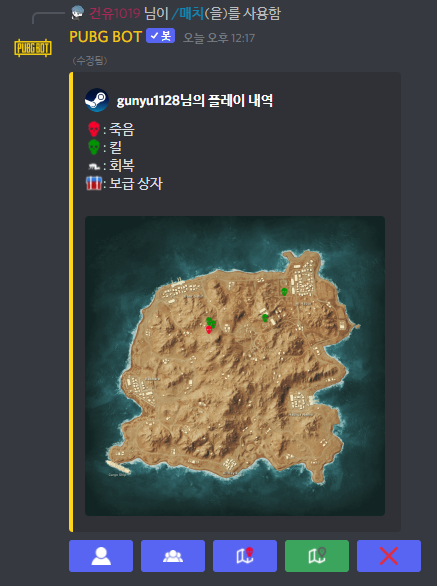 건유1019 님이 /매치(을)를 사용함
PUBG BOT
PUBG BOT ✓ 봇 오늘 오후 12:17
(수정됨)
gunyu1128님의 플레이 내역
: 죽음
: 킬
: 회복
: 보급 상자